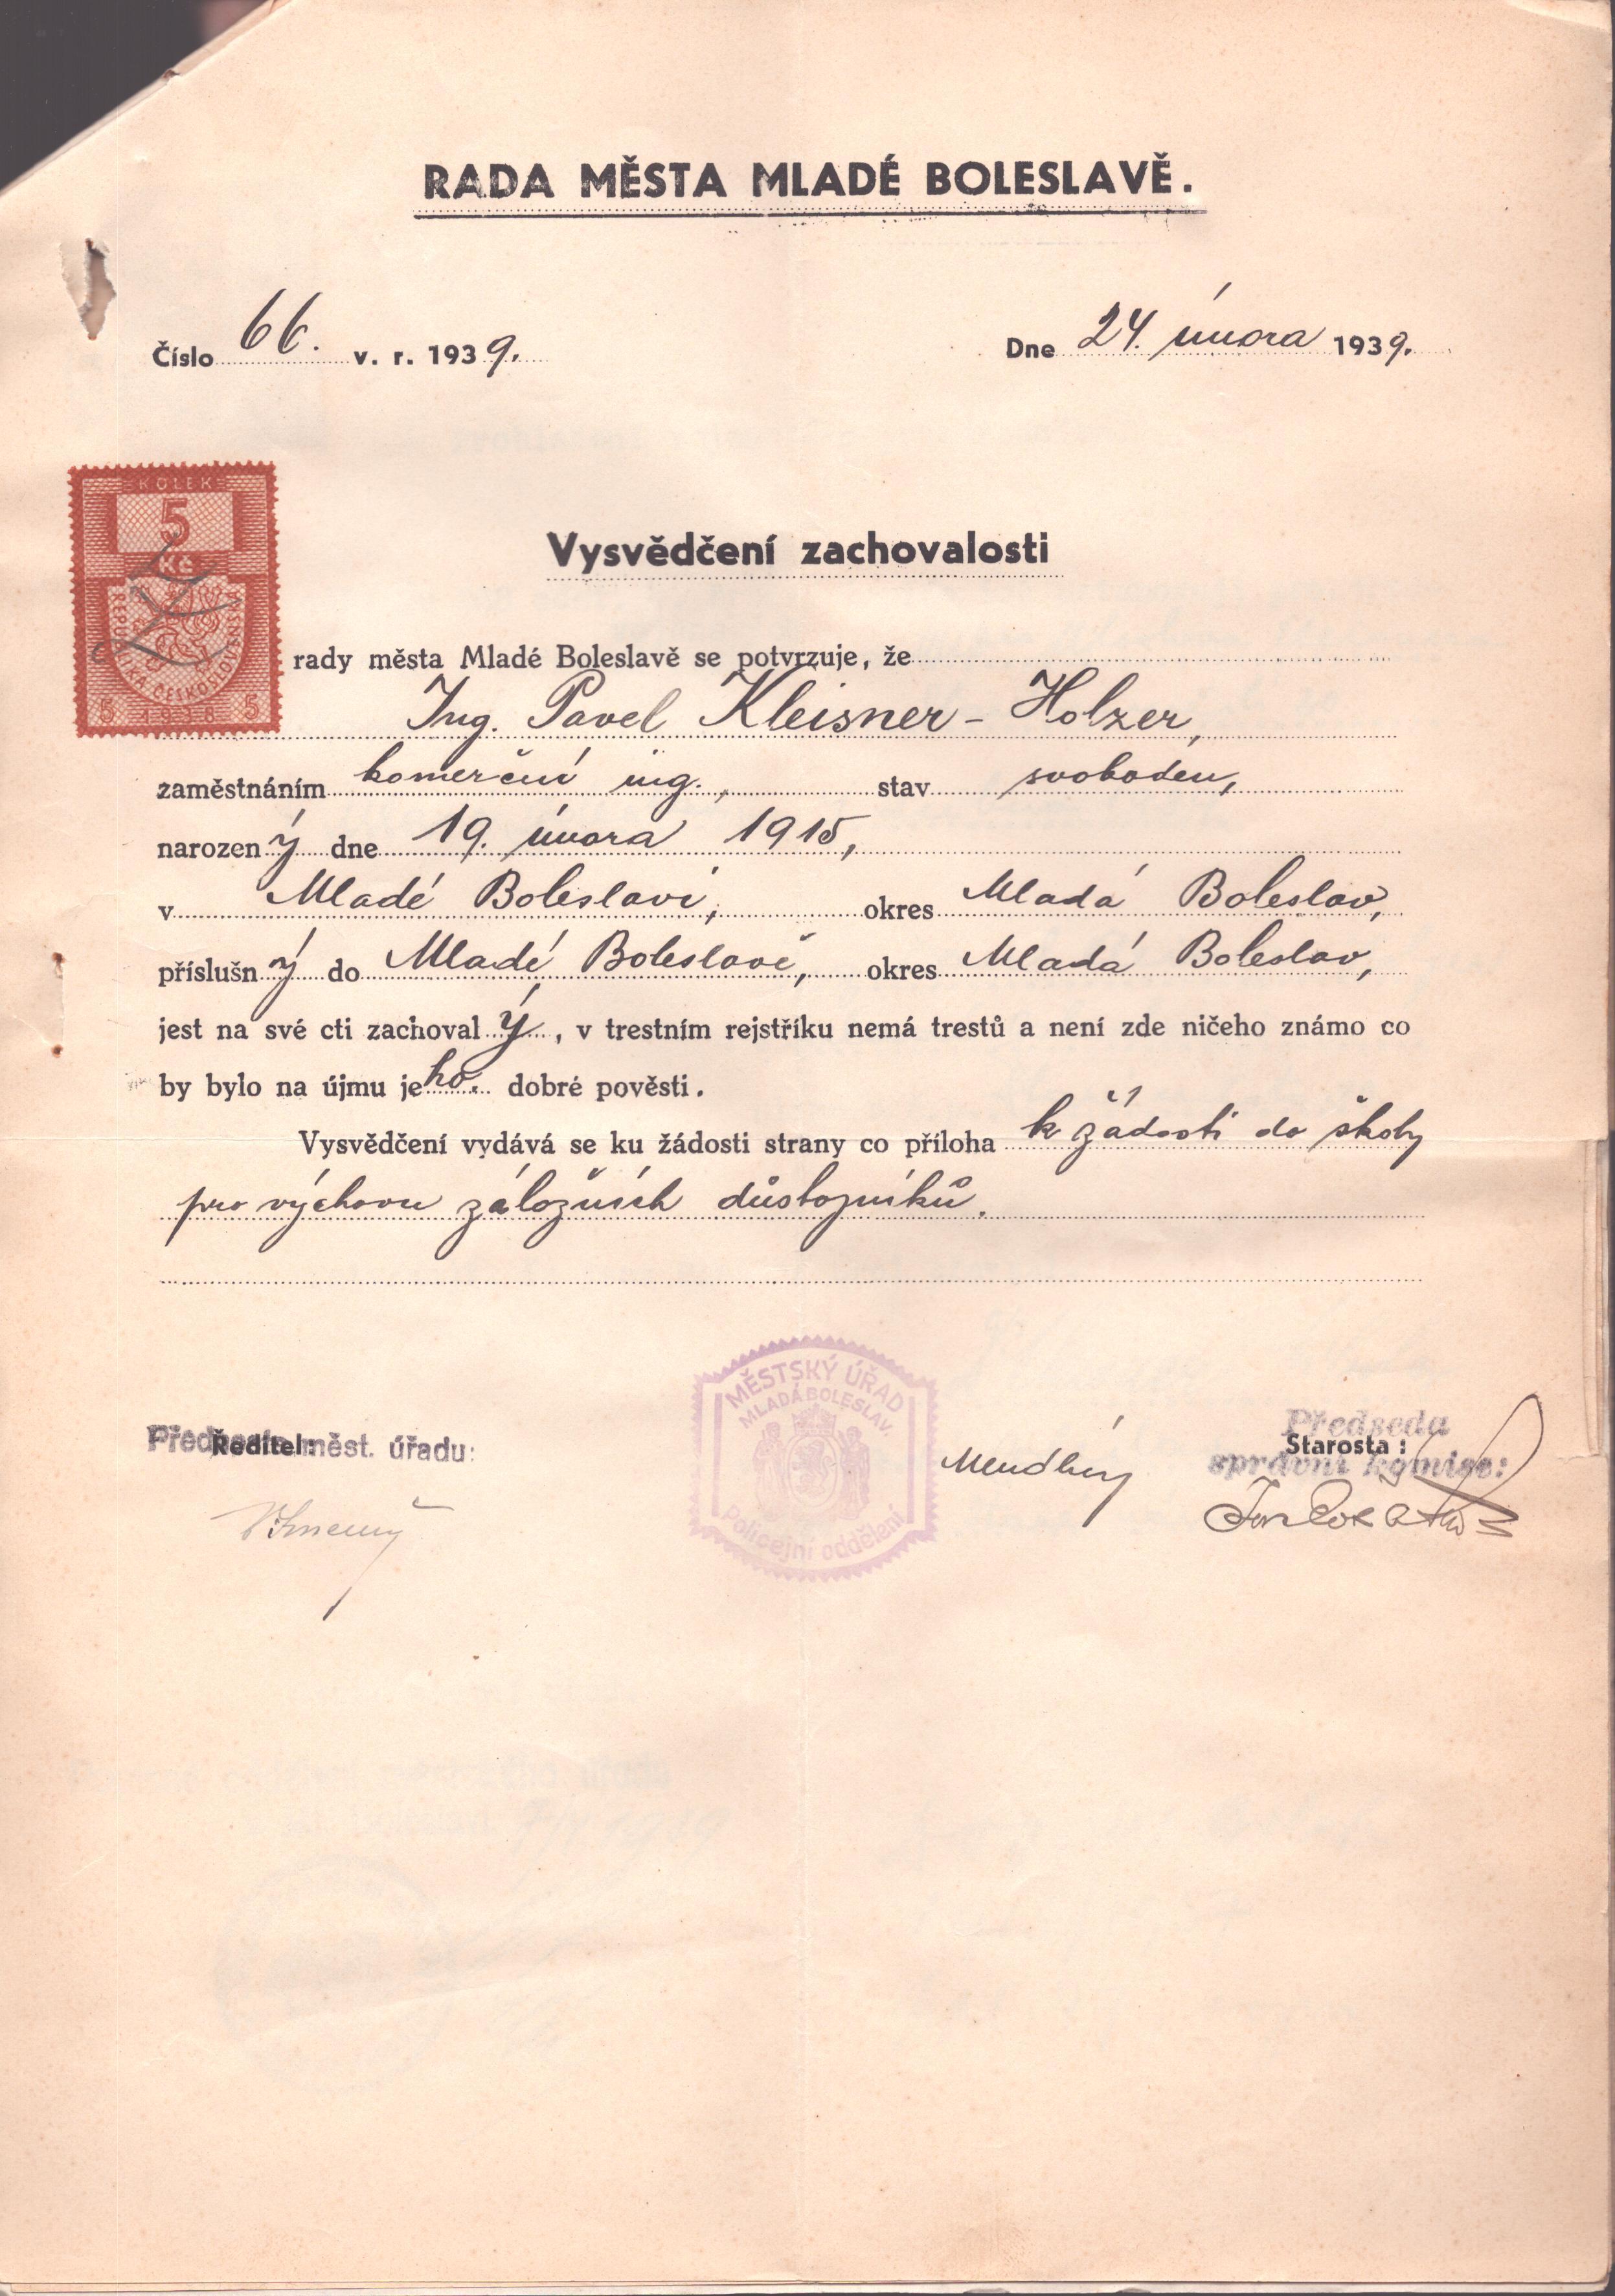 RADA MĚSTA MLADÉ BOLESLAVĚ.
Číslo 66. v. r. 1939. Dne 24. února 1939.
KOLEK
5
Kč
REPUBLIKA ČESKOSLOVENSKÁ
5 1938 5
Vysvědčení zachovalosti
rady města Mladé Boleslavě se potvrzuje, že
Ing. Pavel Kleisner - Holzer,
zaměstnáním komerční ing., stav svoboden,
narozen ý dne 19. února 1915,
v Mladé Boleslavi, okres Mladá Boleslav,
příslušn ý do Mladé Boleslavě, okres Mladá Boleslav,
jest na své cti zachoval ý, v trestním rejstříku nemá trestů a není zde ničeho známo co
by bylo na újmu jeho. dobré pověsti.
Vysvědčení vydává se ku žádosti strany co příloha k žádosti do školy
pro výchovu záložních důstojníků.
MĚSTSKÝ ÚŘAD
MLADÁ BOLESLAV.
Policejní oddělení
Ředitel: měst. úřadu:
Předseda
Starosta:
správní komise: